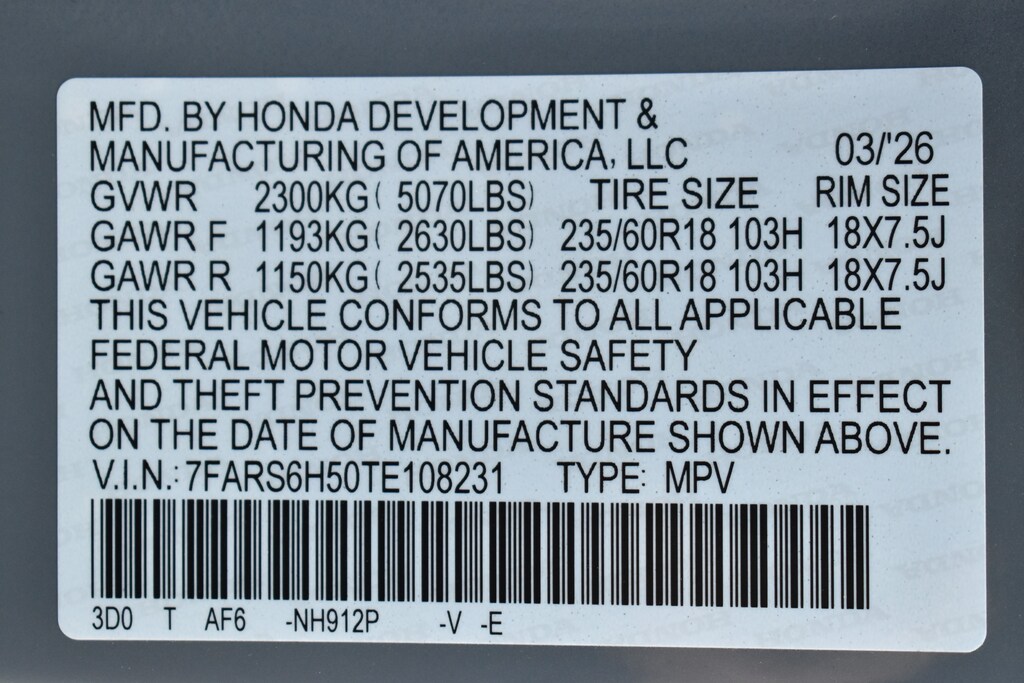 MFD. BY HONDA DEVELOPMENT &
MANUFACTURING OF AMERICA, LLC 03/'26
GVWR 2300KG( 5070LBS) TIRE SIZE RIM SIZE
GAWR F 1193KG( 2630LBS) 235/60R18 103H 18X7.5J
GAWR R 1150KG( 2535LBS) 235/60R18 103H 18X7.5J
THIS VEHICLE CONFORMS TO ALL APPLICABLE
FEDERAL MOTOR VEHICLE SAFETY
AND THEFT PREVENTION STANDARDS IN EFFECT
ON THE DATE OF MANUFACTURE SHOWN ABOVE.
V.I.N.: 7FARS6H50TE108231 TYPE: MPV
3D0 T AF6 -NH912P -V -E